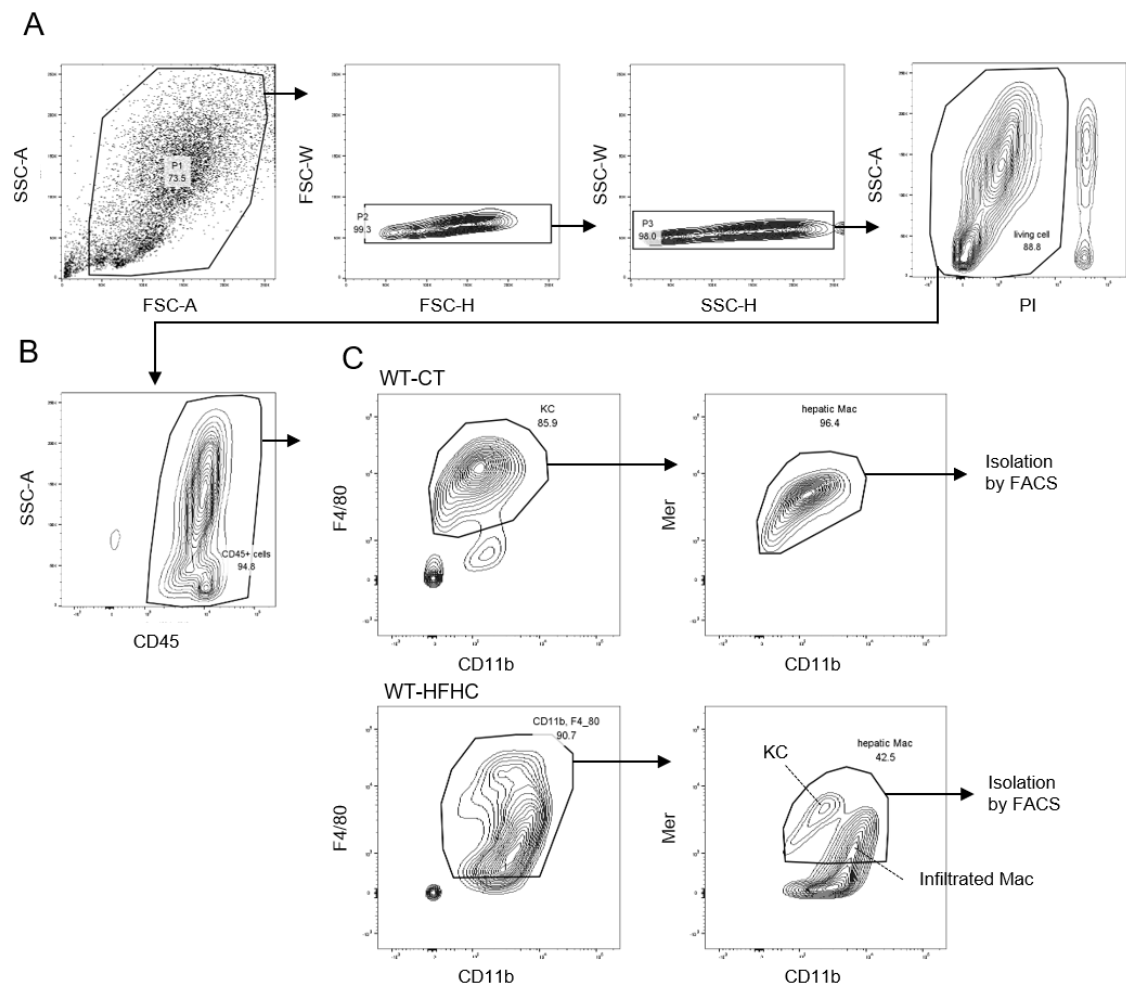 A
SSC-A
P1
73.5
FSC-A
FSC-W
P2
99.3
FSC-H
SSC-W
P3
98.0
SSC-H
SSC-A
living cell
88.8
PI
B
SSC-A
CD45+ cells
94.8
CD45
C
WT-CT
F4/80
KC
85.9
CD11b
Mer
hepatic Mac
96.4
CD11b
Isolation
by FACS
WT-HFHC
F4/80
CD11b, F4_80
90.7
CD11b
Mer
KC
hepatic Mac
42.5
Infiltrated Mac
CD11b
Isolation
by FACS